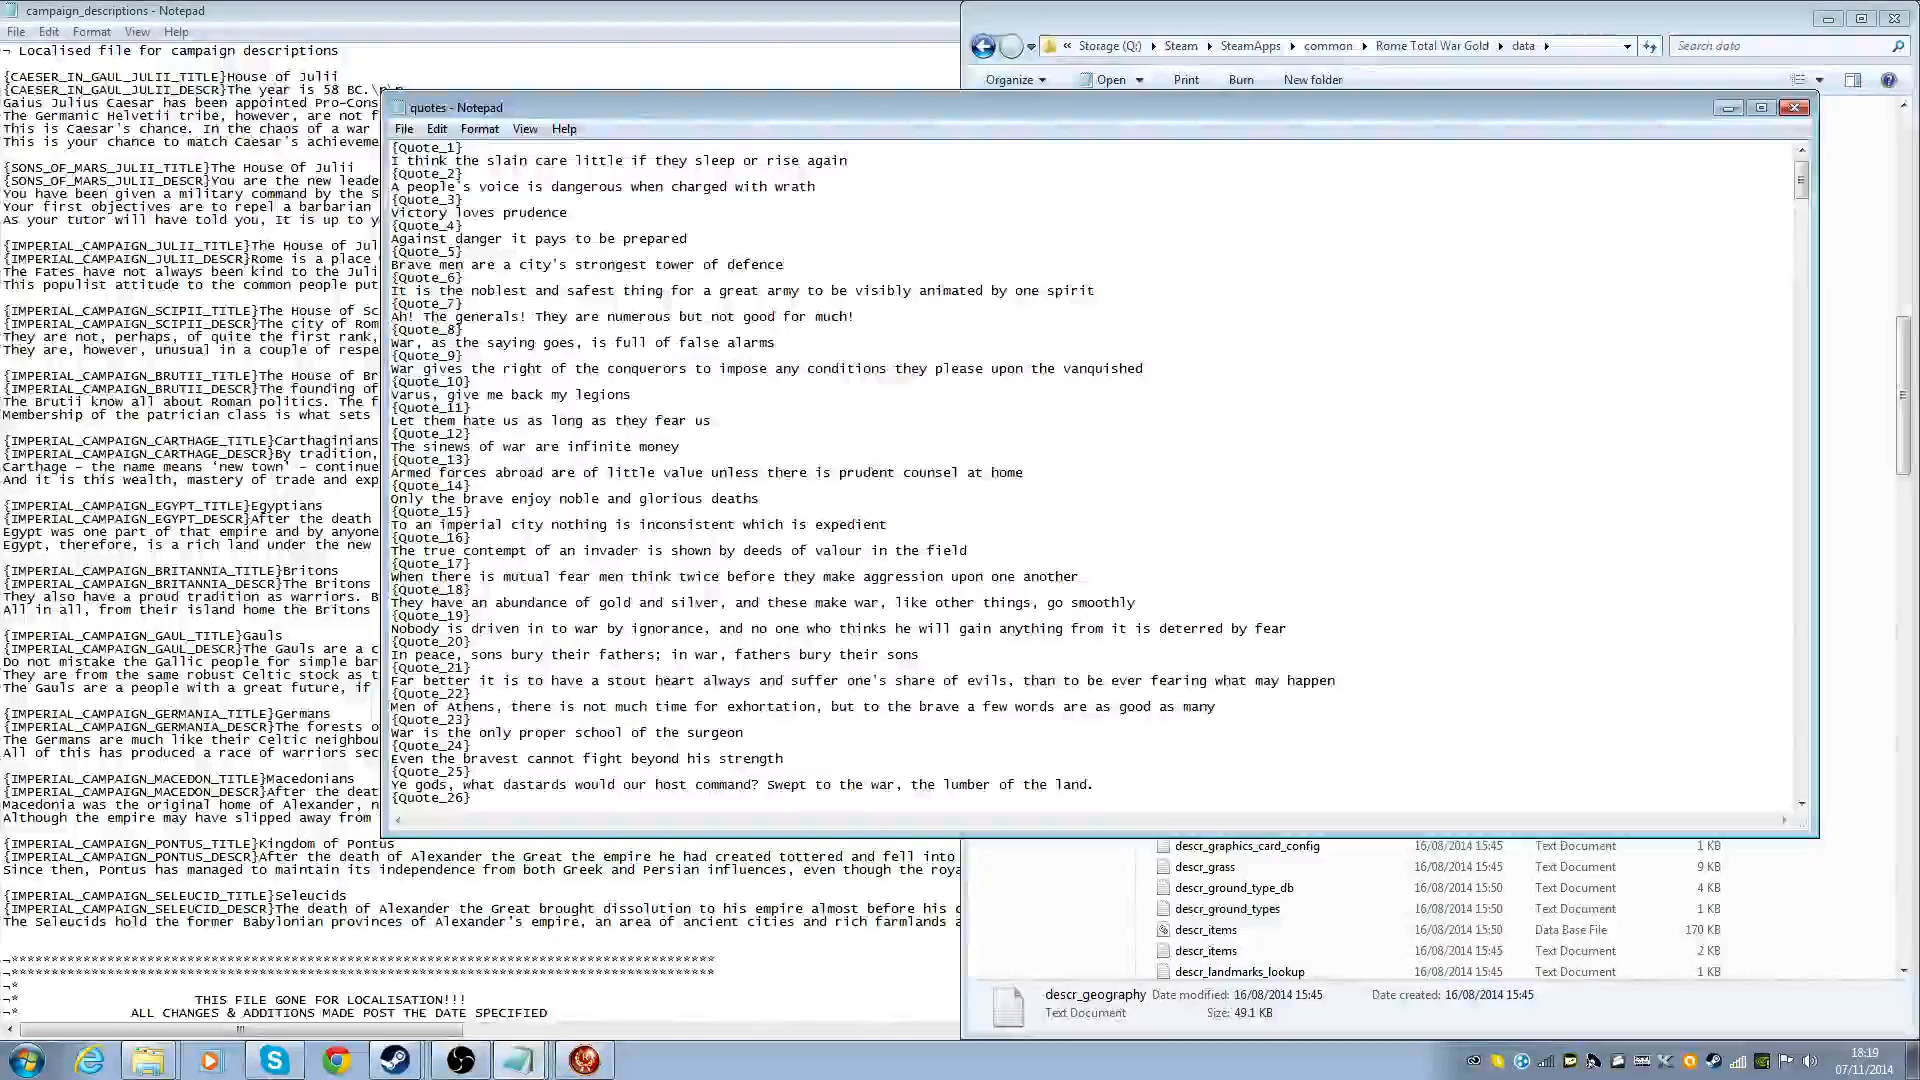 campaign_descriptions - Notepad
File Edit Format View Help
¬ Localised file for campaign descriptions
{CAESER_IN_GAUL_JULII_TITLE}House of Julii
{CAESER_IN_GAUL_JULII_DESCR}The year is 58 BC.\n\n
Gaius Julius Caesar has been appointed Pro-Cons
The Germanic Helvetii tribe, however, are not f
This is Caesar's chance. In the chaos of a war
This is your chance to match Caesar's achieveme
{SONS_OF_MARS_JULII_TITLE}The House of Julii
{SONS_OF_MARS_JULII_DESCR}You are the new leade
You have been given a military command by the S
Your first objectives are to repel a barbarian
As your tutor will have told you, It is up to y
{IMPERIAL_CAMPAIGN_JULII_TITLE}The House of Jul
{IMPERIAL_CAMPAIGN_JULII_DESCR}Rome is a place
The Fates have not always been kind to the Juli
This populist attitude to the common people put
{IMPERIAL_CAMPAIGN_SCIPII_TITLE}The House of Sc
{IMPERIAL_CAMPAIGN_SCIPII_DESCR}The city of Rom
They are not, perhaps, of quite the first rank,
They are, however, unusual in a couple of respe
{IMPERIAL_CAMPAIGN_BRUTII_TITLE}The House of Br
{IMPERIAL_CAMPAIGN_BRUTII_DESCR}The founding of
The Brutii know all about Roman politics. The f
Membership of the patrician class is what sets
{IMPERIAL_CAMPAIGN_CARTHAGE_TITLE}Carthaginians
{IMPERIAL_CAMPAIGN_CARTHAGE_DESCR}By tradition,
Carthage – the name means ‘new town’ – continue
And it is this wealth, mastery of trade and exp
{IMPERIAL_CAMPAIGN_EGYPT_TITLE}Egyptians
{IMPERIAL_CAMPAIGN_EGYPT_DESCR}After the death
Egypt was one part of that empire and by anyone
Egypt, therefore, is a rich land under the new
{IMPERIAL_CAMPAIGN_BRITANNIA_TITLE}Britons
{IMPERIAL_CAMPAIGN_BRITANNIA_DESCR}The Britons
They also have a proud tradition as warriors. B
All in all, from their island home the Britons
{IMPERIAL_CAMPAIGN_GAUL_TITLE}Gauls
{IMPERIAL_CAMPAIGN_GAUL_DESCR}The Gauls are a c
Do not mistake the Gallic people for simple bar
They are from the same robust Celtic stock as t
The Gauls are a people with a great future, if
{IMPERIAL_CAMPAIGN_GERMANIA_TITLE}Germans
{IMPERIAL_CAMPAIGN_GERMANIA_DESCR}The forests o
The Germans are much like their Celtic neighbou
All of this has produced a race of warriors sec
{IMPERIAL_CAMPAIGN_MACEDON_TITLE}Macedonians
{IMPERIAL_CAMPAIGN_MACEDON_DESCR}After the deat
Macedonia was the original home of Alexander, n
Although the empire may have slipped away from
{IMPERIAL_CAMPAIGN_PONTUS_TITLE}Kingdom of Pontus
{IMPERIAL_CAMPAIGN_PONTUS_DESCR}After the death of Alexander the Great the empire he had created tottered and fell into
Since then, Pontus has managed to maintain its independence from both Greek and Persian influences, even though the roya
{IMPERIAL_CAMPAIGN_SELEUCID_TITLE}Seleucids
{IMPERIAL_CAMPAIGN_SELEUCID_DESCR}The death of Alexander the Great brought dissolution to his empire almost before his
The Seleucids hold the former Babylonian provinces of Alexander's empire, an area of ancient cities and rich farmlands
¬*****************************************************************************************
¬*****************************************************************************************
¬*
¬* THIS FILE GONE FOR LOCALISATION!!!
¬* ALL CHANGES & ADDITIONS MADE POST THE DATE SPECIFIED
« Storage (Q:) Steam SteamApps common Rome Total War Gold data
Search data
Organize Open Print Burn New folder
quotes - Notepad
File Edit Format View Help
{Quote_1}
I think the slain care little if they sleep or rise again
{Quote_2}
A people's voice is dangerous when charged with wrath
{Quote_3}
Victory loves prudence
{Quote_4}
Against danger it pays to be prepared
{Quote_5}
Brave men are a city's strongest tower of defence
{Quote_6}
It is the noblest and safest thing for a great army to be visibly animated by one spirit
{Quote_7}
Ah! The generals! They are numerous but not good for much!
{Quote_8}
War, as the saying goes, is full of false alarms
{Quote_9}
War gives the right of the conquerors to impose any conditions they please upon the vanquished
{Quote_10}
Varus, give me back my legions
{Quote_11}
Let them hate us as long as they fear us
{Quote_12}
The sinews of war are infinite money
{Quote_13}
Armed forces abroad are of little value unless there is prudent counsel at home
{Quote_14}
Only the brave enjoy noble and glorious deaths
{Quote_15}
To an imperial city nothing is inconsistent which is expedient
{Quote_16}
The true contempt of an invader is shown by deeds of valour in the field
{Quote_17}
When there is mutual fear men think twice before they make aggression upon one another
{Quote_18}
They have an abundance of gold and silver, and these make war, like other things, go smoothly
{Quote_19}
Nobody is driven in to war by ignorance, and no one who thinks he will gain anything from it is deterred by fear
{Quote_20}
In peace, sons bury their fathers; in war, fathers bury their sons
{Quote_21}
Far better it is to have a stout heart always and suffer one's share of evils, than to be ever fearing what may happen
{Quote_22}
Men of Athens, there is not much time for exhortation, but to the brave a few words are as good as many
{Quote_23}
War is the only proper school of the surgeon
{Quote_24}
Even the bravest cannot fight beyond his strength
{Quote_25}
Ye gods, what dastards would our host command? Swept to the war, the lumber of the land.
{Quote_26}
descr_graphics_card_config 16/08/2014 15:45 Text Document 1 KB
descr_grass 16/08/2014 15:45 Text Document 9 KB
descr_ground_type_db 16/08/2014 15:50 Text Document 4 KB
descr_ground_types 16/08/2014 15:50 Text Document 1 KB
descr_items 16/08/2014 15:50 Data Base File 170 KB
descr_items 16/08/2014 15:45 Text Document 2 KB
descr_landmarks_lookup 16/08/2014 15:45 Text Document 1 KB
descr_geography Date modified: 16/08/2014 15:45 Date created: 16/08/2014 15:45
Text Document Size: 49.1 KB
18:19
07/11/2014